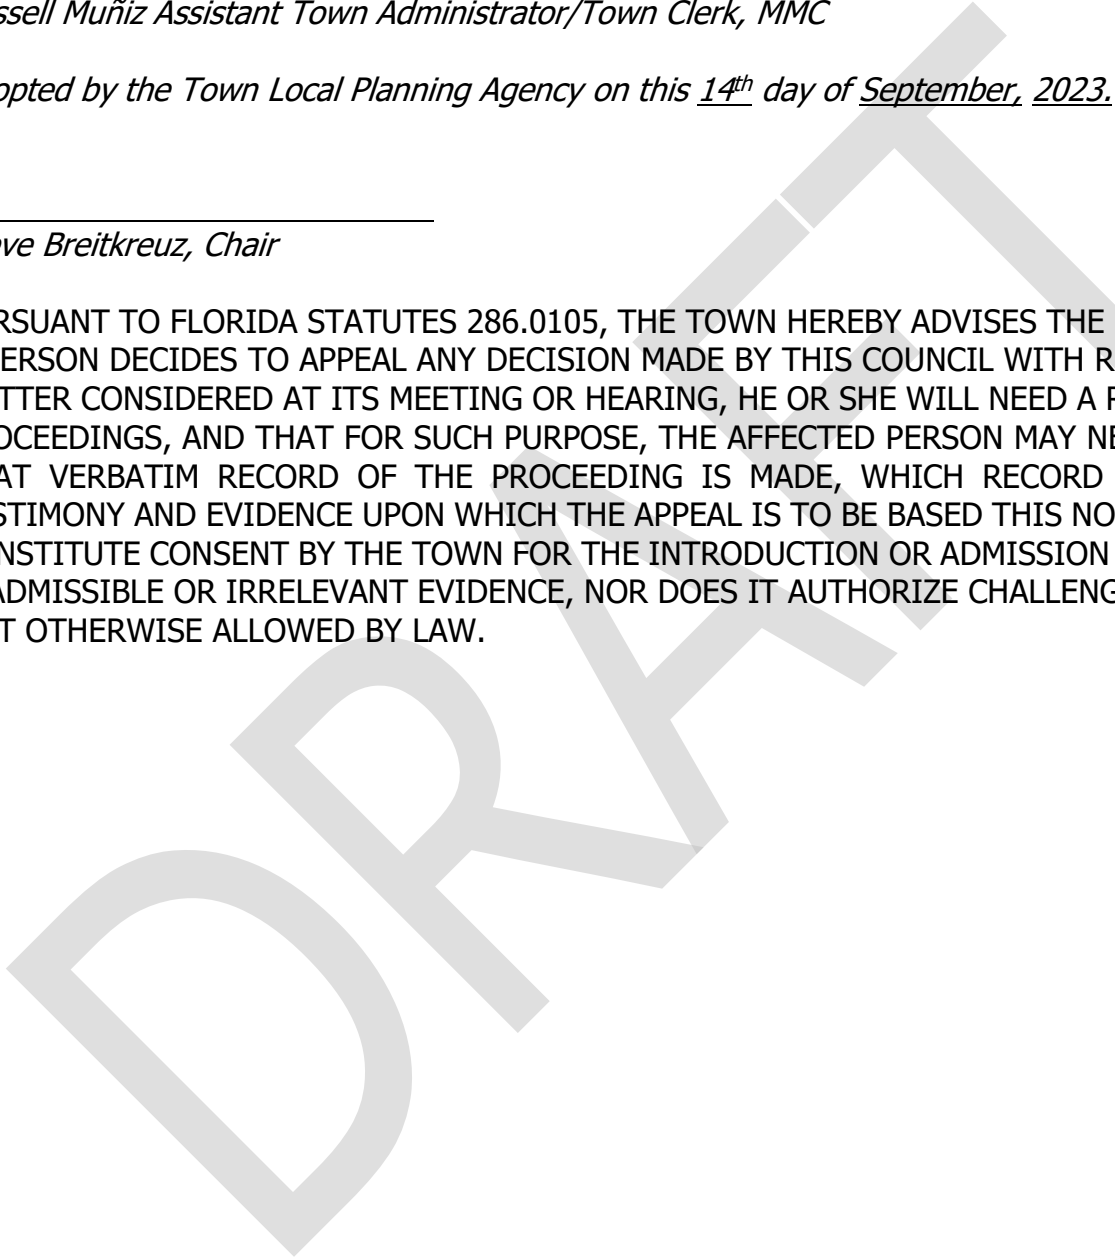 ssell Muñiz Assistant Town Administrator/Town Clerk, MMC
opted by the Town Local Planning Agency on this 14th day of September, 2023.
ve Breitkreuz, Chair
RSUANT TO FLORIDA STATUTES 286.0105, THE TOWN HEREBY ADVISES THE
ERSON DECIDES TO APPEAL ANY DECISION MADE BY THIS COUNCIL WITH R
TTER CONSIDERED AT ITS MEETING OR HEARING, HE OR SHE WILL NEED A
OCEEDINGS, AND THAT FOR SUCH PURPOSE, THE AFFECTED PERSON MAY NE
AT VERBATIM RECORD OF THE PROCEEDING IS MADE, WHICH RECORD
STIMONY AND EVIDENCE UPON WHICH THE APPEAL IS TO BE BASED THIS NO
NSTITUTE CONSENT BY THE TOWN FOR THE INTRODUCTION OR ADMISSION
ADMISSIBLE OR IRRELEVANT EVIDENCE, NOR DOES IT AUTHORIZE CHALLENG
T OTHERWISE ALLOWED BY LAW.
DRAFT